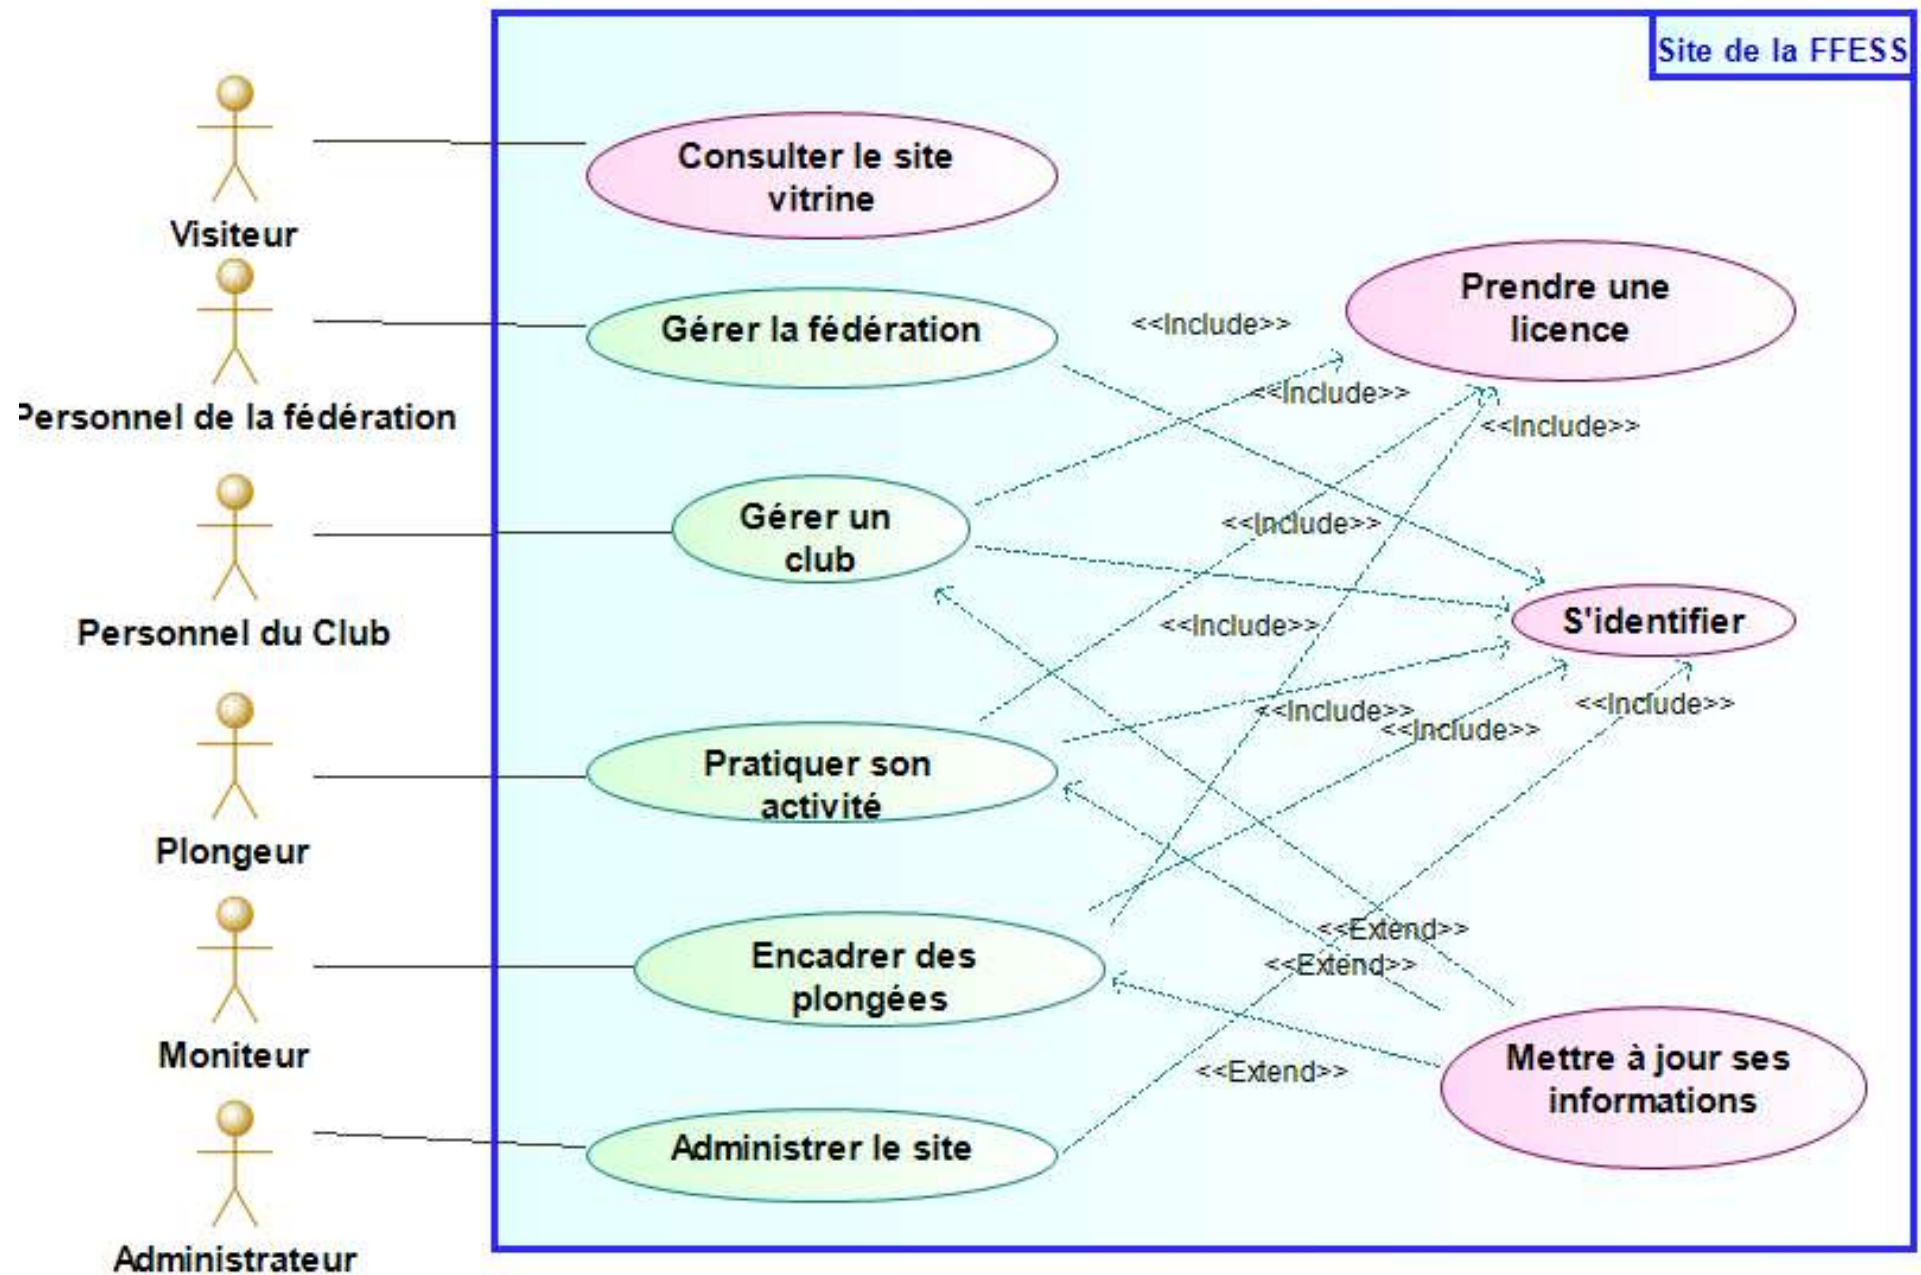 Site de la FFESS
Consulter le site
vitrine
Visiteur
Prendre une
licence
Gérer la fédération
<<Include>>
Personnel de la fédération
<<Include>>
<<Include>>
Gérer un
club
<<Include>>
Personnel du Club
<<Include>>
S'identifier
<<Include>>
<<Include>>
<<Include>>
Pratiquer son
activité
Plongeur
<<Extend>>
<<Extend>>
Encadrer des
plongées
Moniteur
<<Extend>>
Mettre à jour ses
informations
Administrer le site
Administrateur